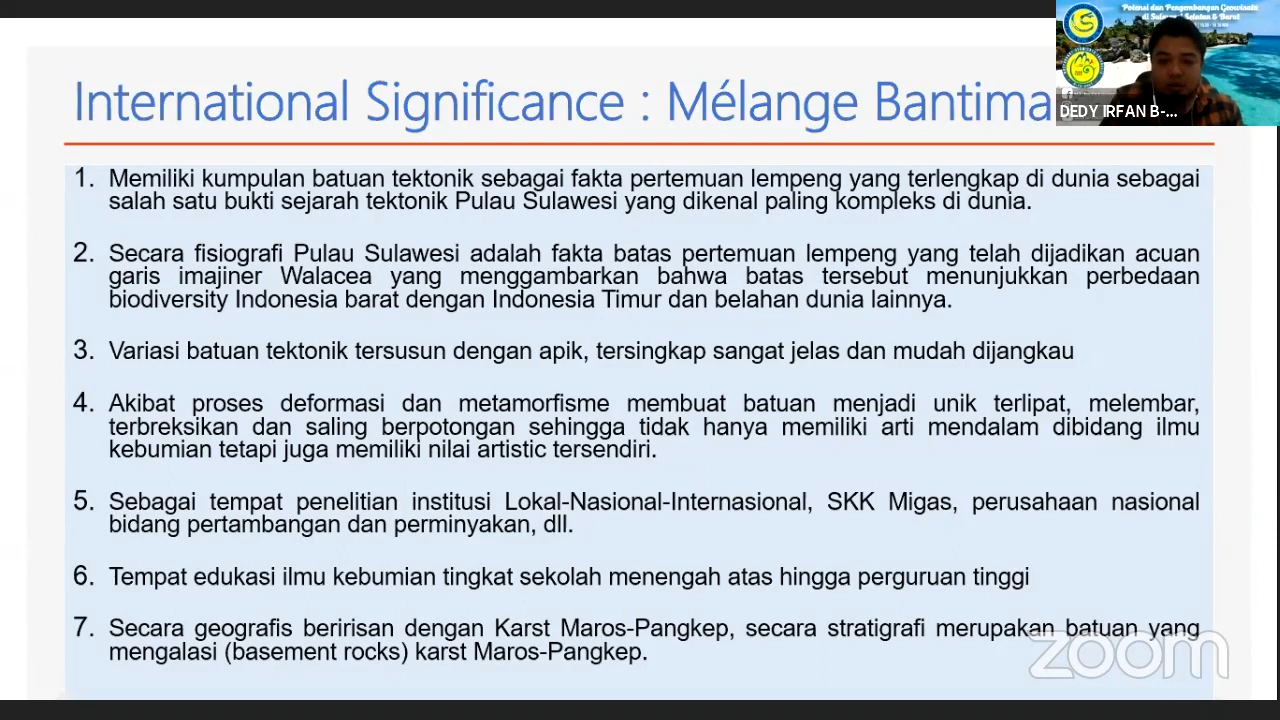 Potensi dan Pengembangan Geowisata
di Sulawesi Selatan & Barat
DEDY IRFAN B-...
International Significance : Mélange Bantima
1. Memiliki kumpulan batuan tektonik sebagai fakta pertemuan lempeng yang terlengkap di dunia sebagai
salah satu bukti sejarah tektonik Pulau Sulawesi yang dikenal paling kompleks di dunia.
2. Secara fisiografi Pulau Sulawesi adalah fakta batas pertemuan lempeng yang telah dijadikan acuan
garis imajiner Walacea yang menggambarkan bahwa batas tersebut menunjukkan perbedaan
biodiversity Indonesia barat dengan Indonesia Timur dan belahan dunia lainnya.
3. Variasi batuan tektonik tersusun dengan apik, tersingkap sangat jelas dan mudah dijangkau
4. Akibat proses deformasi dan metamorfisme membuat batuan menjadi unik terlipat, melembar,
terbreksikan dan saling berpotongan sehingga tidak hanya memiliki arti mendalam dibidang ilmu
kebumian tetapi juga memiliki nilai artistic tersendiri.
5. Sebagai tempat penelitian institusi Lokal-Nasional-Internasional, SKK Migas, perusahaan nasional
bidang pertambangan dan perminyakan, dll.
6. Tempat edukasi ilmu kebumian tingkat sekolah menengah atas hingga perguruan tinggi
7. Secara geografis beririsan dengan Karst Maros-Pangkep, secara stratigrafi merupakan batuan yang
mengalasi (basement rocks) karst Maros-Pangkep.
zoom